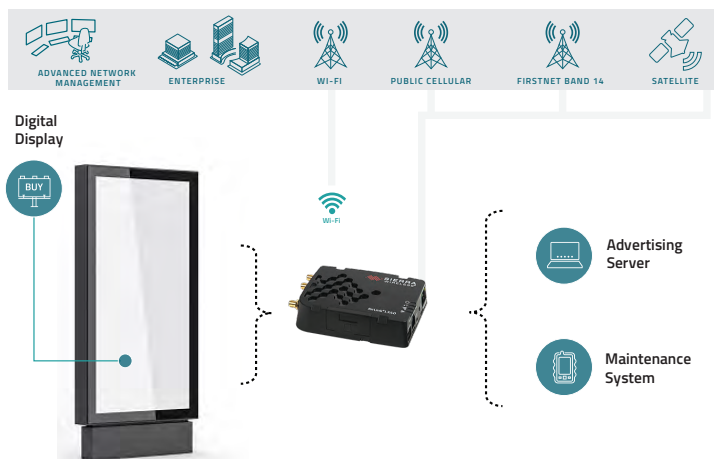 ADVANCED NETWORK
MANAGEMENT
ENTERPRISE
WI-FI
PUBLIC CELLULAR
FIRSTNET BAND 14
SATELLITE
Digital
Display
BUY
Wi-Fi
SIERRA
WIRELESS
Advertising
Server
Maintenance
System